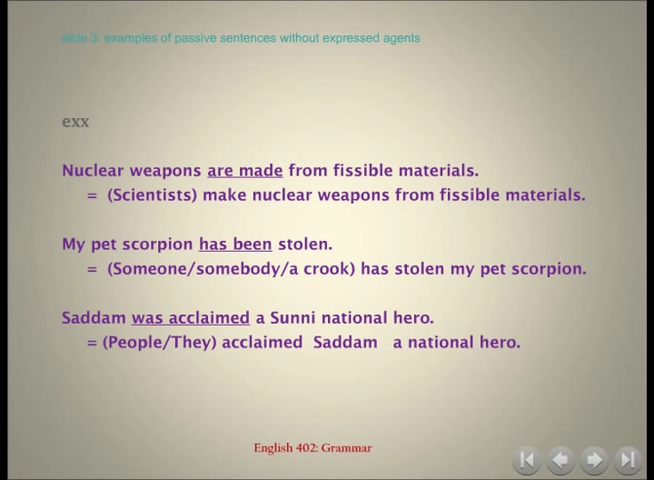 slide 3: examples of passive sentences without expressed agents
exx
Nuclear weapons are made from fissible materials.
= (Scientists) make nuclear weapons from fissible materials.
My pet scorpion has been stolen.
= (Someone/somebody/a crook) has stolen my pet scorpion.
Saddam was acclaimed a Sunni national hero.
= (People/They) acclaimed Saddam a national hero.
English 402: Grammar